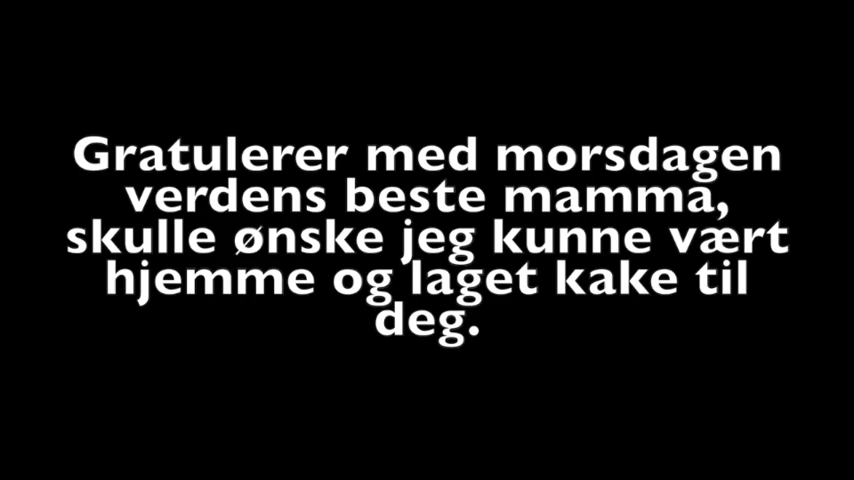 Gratulerer med morsdagen
verdens beste mamma,
skulle ønske jeg kunne vært
hjemme og laget kake til
deg.